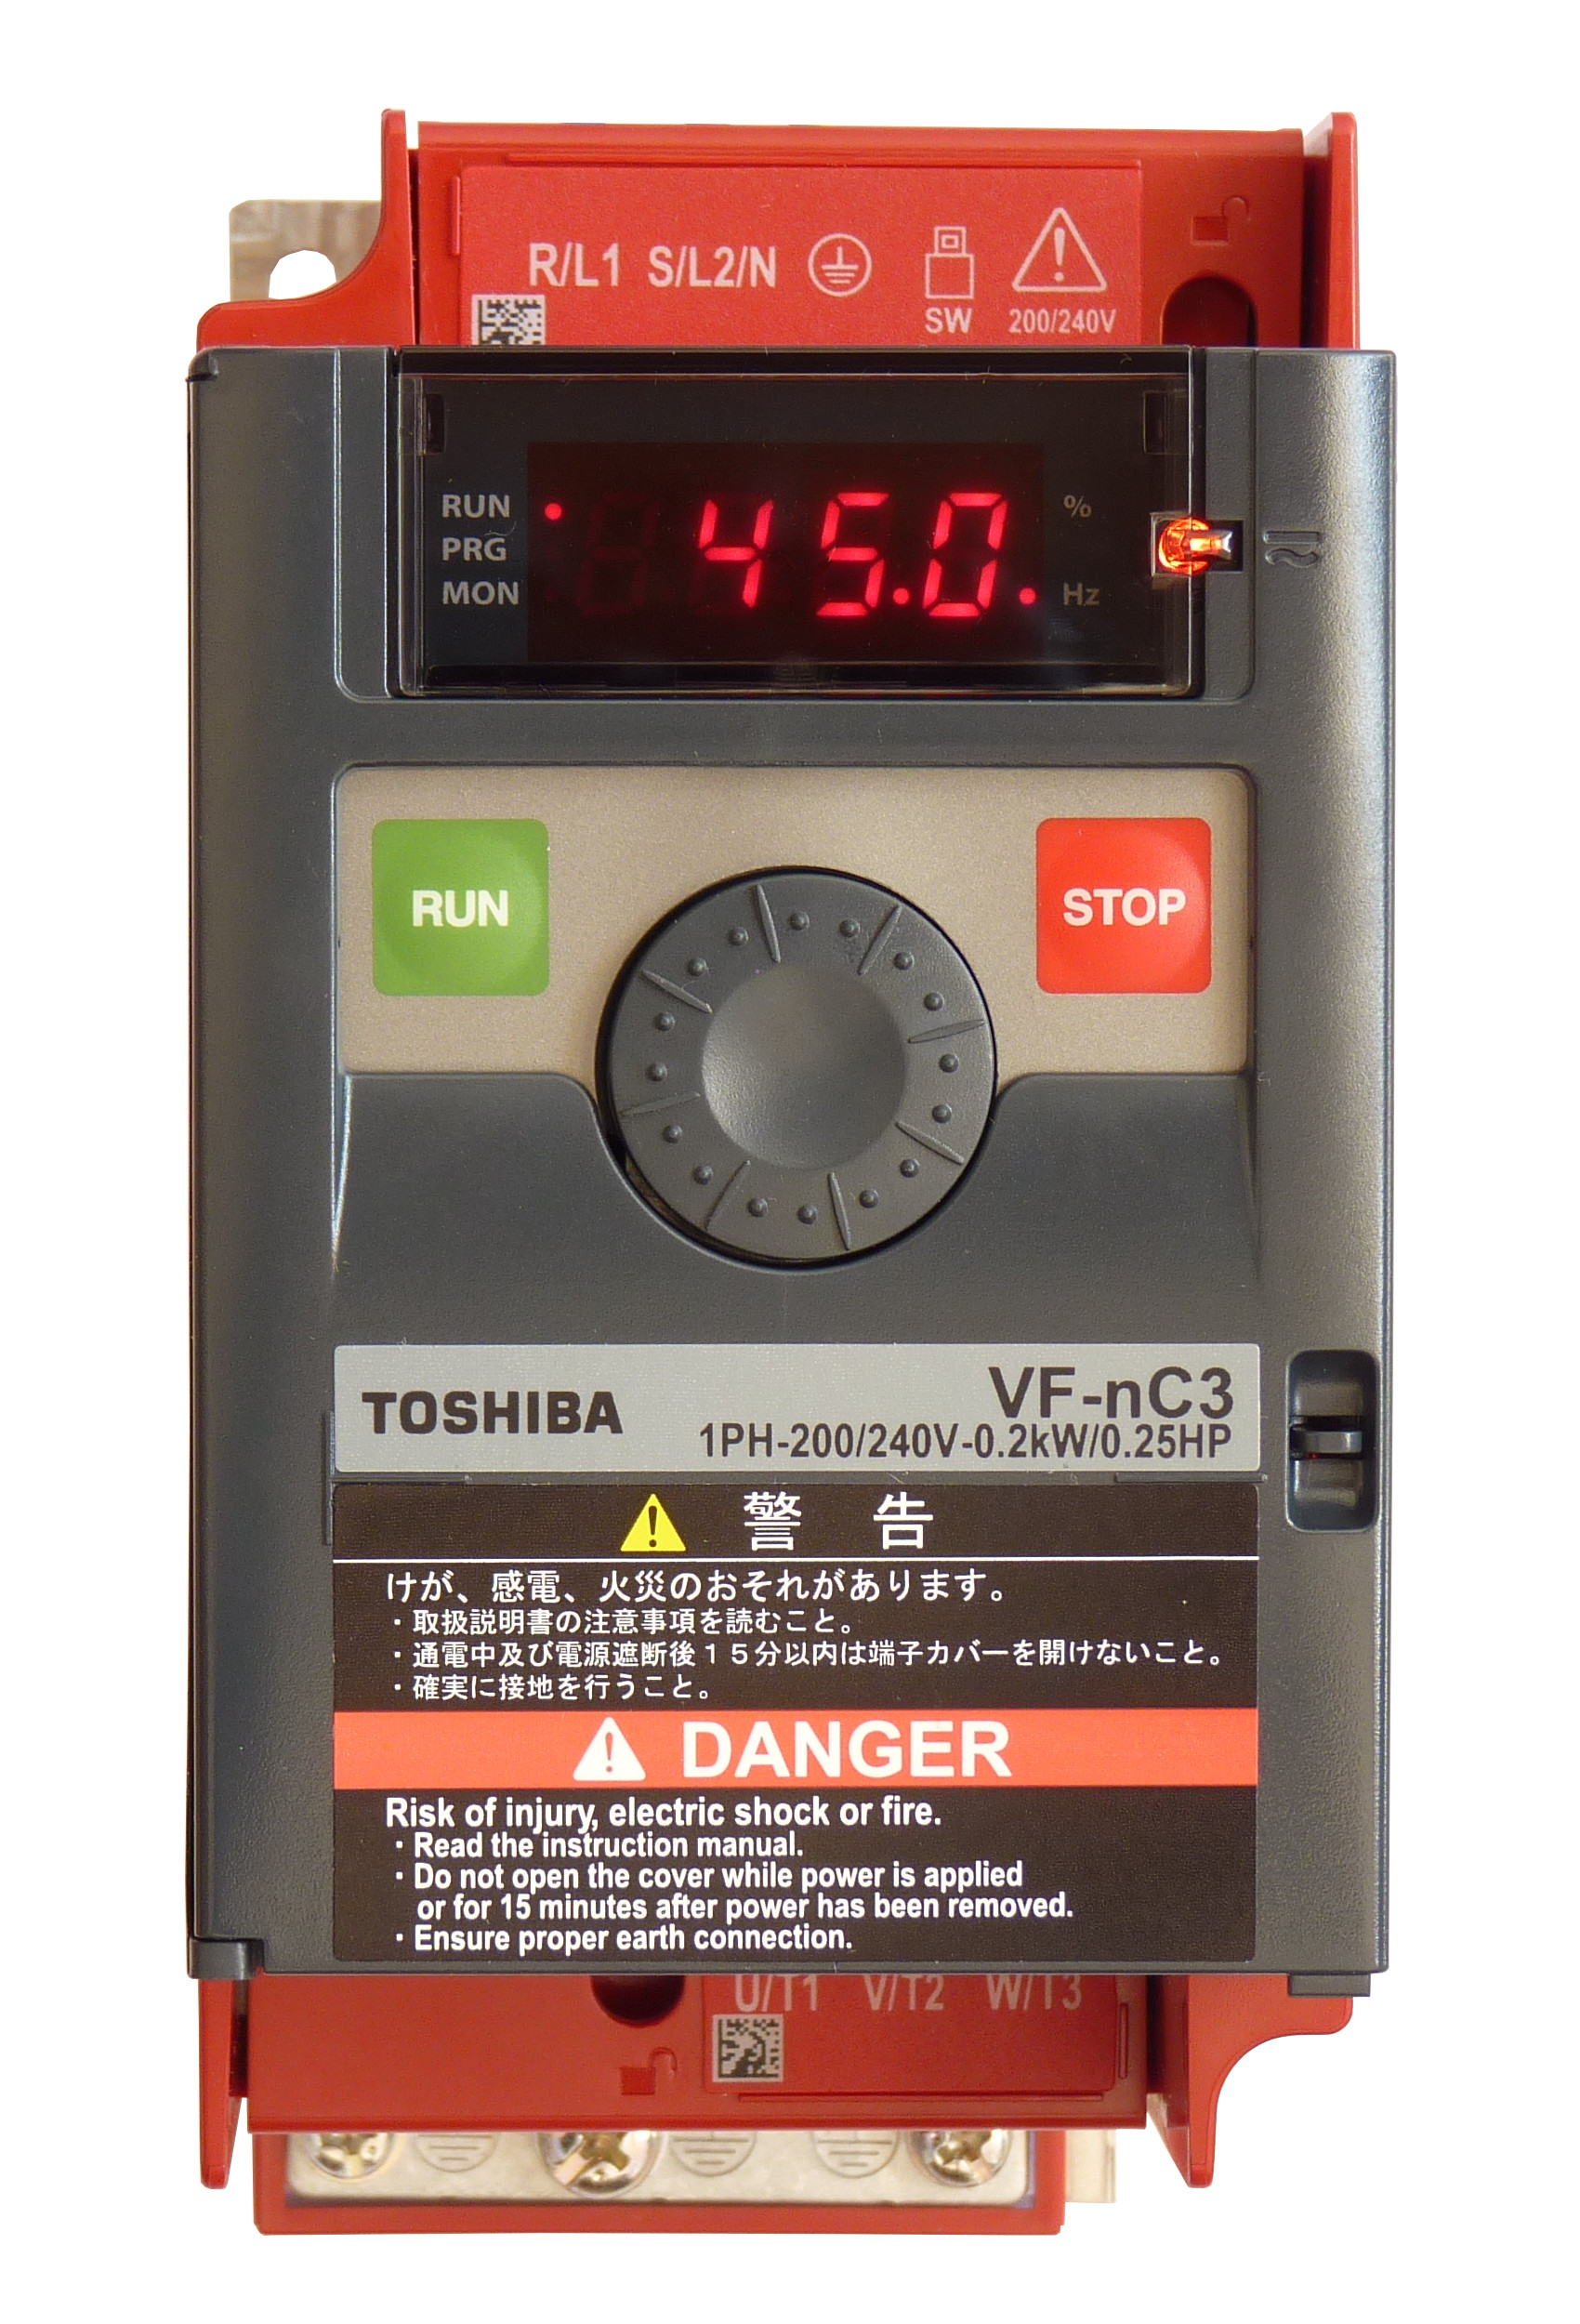 R/L1 S/L2/N
SW 200/240V
RUN
PRG
MON
45.0
%
Hz
RUN
STOP
TOSHIBA
VF-nC3
1PH-200/240V-0.2kW/0.25HP
警 告
けが、感電、火災のおそれがあります。
・取扱説明書の注意事項を読むこと。
・通電中及び電源遮断後１５分以内は端子カバーを開けないこと。
・確実に接地を行うこと。
DANGER
Risk of injury, electric shock or fire.
・Read the instruction manual.
・Do not open the cover while power is applied
or for 15 minutes after power has been removed.
・Ensure proper earth connection.
U/T1 V/T2 W/T3